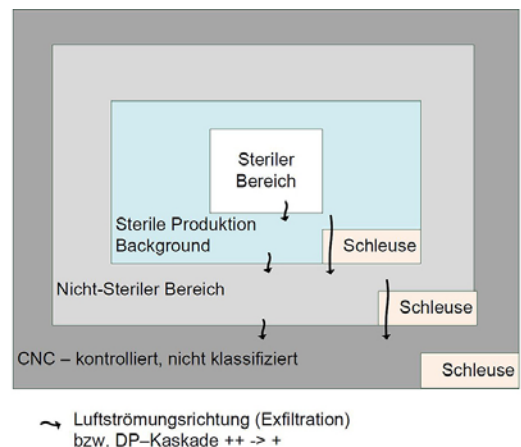 Steriler
Bereich
Sterile Produktion
Background
Schleuse
Nicht-Steriler Bereich
Schleuse
CNC – kontrolliert, nicht klassifiziert
Schleuse
Luftströmungsrichtung (Exfiltration)
bzw. DP–Kaskade ++ -> +